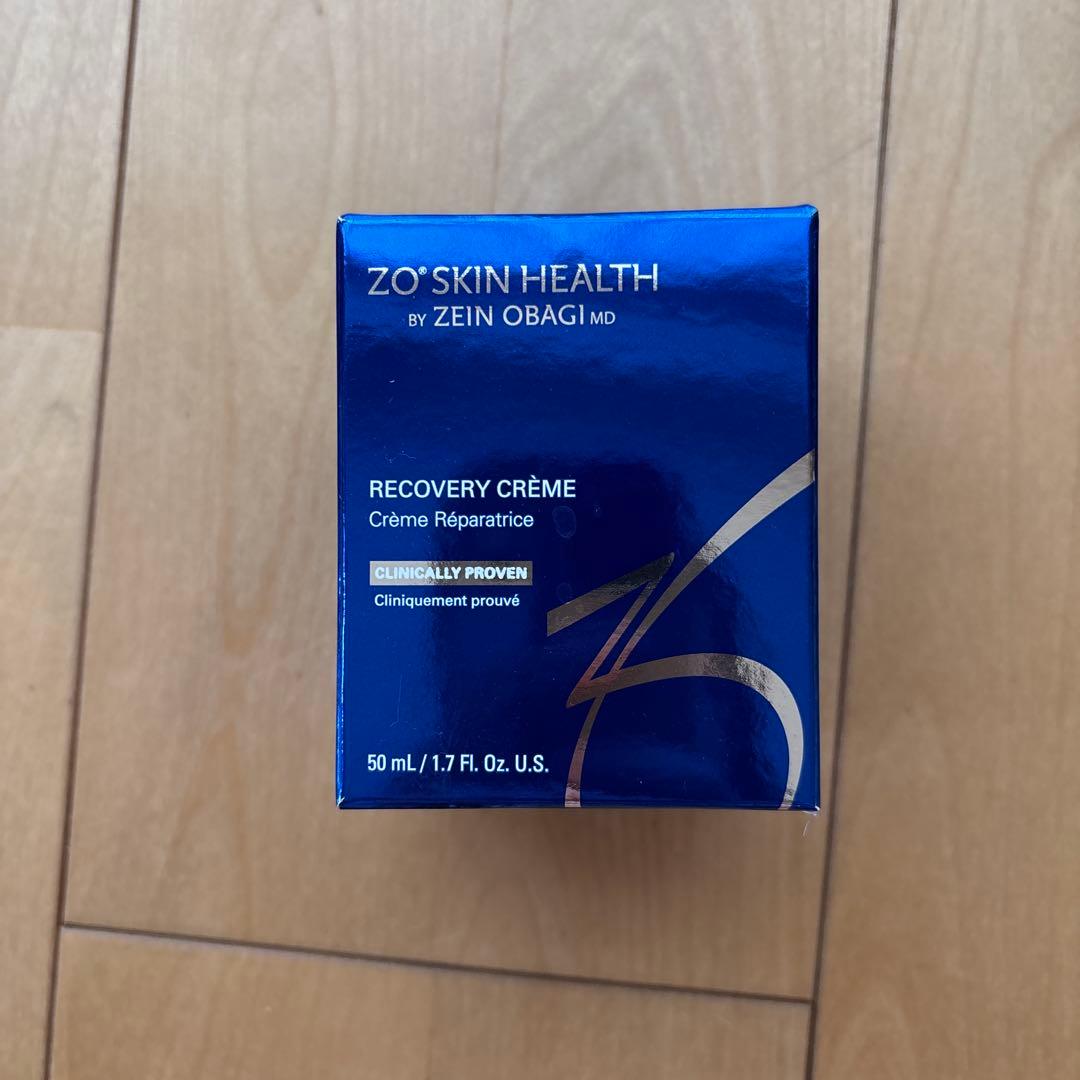 ZO® SKIN HEALTH
BY ZEIN OBAGI MD
RECOVERY CRÈME
Crème Réparatrice
CLINICALLY PROVEN
Cliniquement prouvé
50 mL / 1.7 Fl. Oz. U.S.